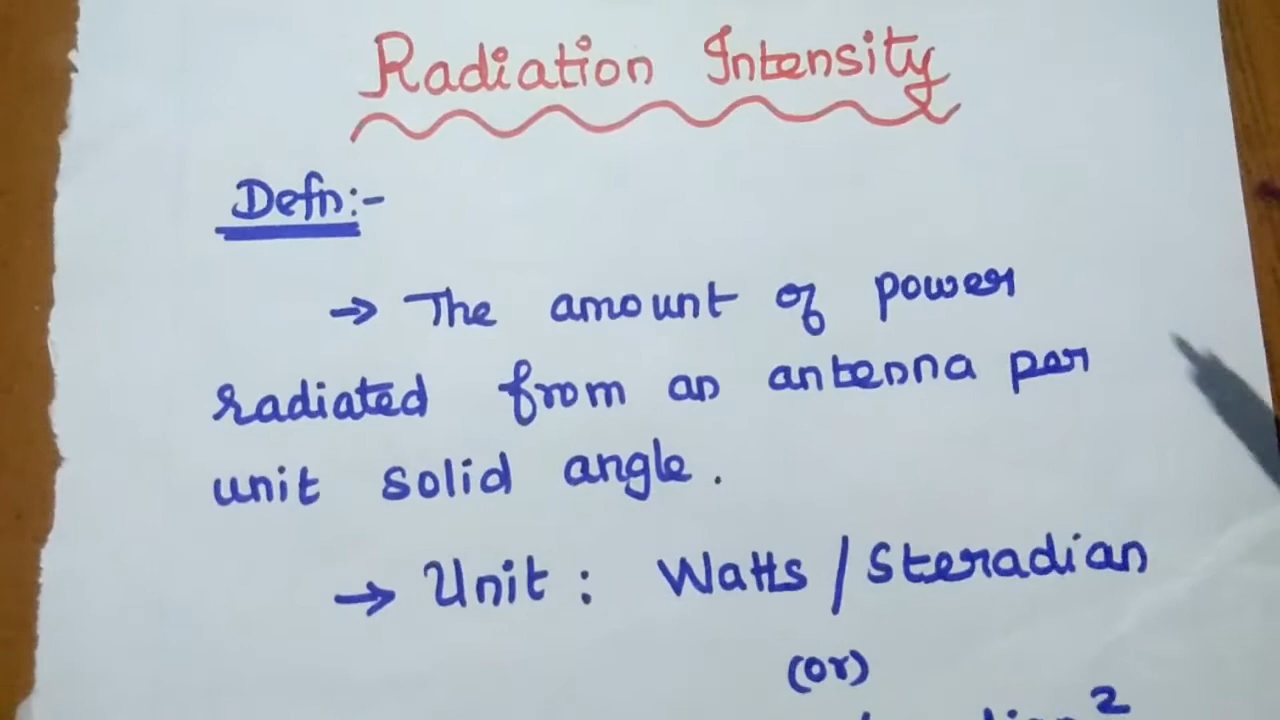 Radiation Intensity
Defn:-
→ The amount of power
radiated from an antenna per
unit solid angle.
→ Unit: Watts / Steradian
(or)